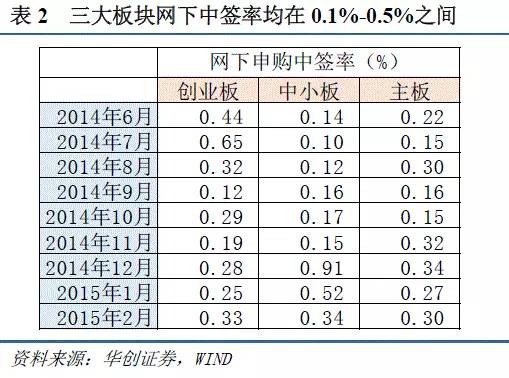 表 2 三大板块网下中签率均在 0.1%-0.5%之间
网下申购中签率（%）
创业板 中小板 主板
2014年6月 0.44 0.14 0.22
2014年7月 0.65 0.10 0.15
2014年8月 0.32 0.12 0.30
2014年9月 0.12 0.16 0.16
2014年10月 0.29 0.17 0.15
2014年11月 0.19 0.15 0.32
2014年12月 0.28 0.91 0.34
2015年1月 0.25 0.52 0.27
2015年2月 0.33 0.34 0.30
资料来源：华创证券，WIND